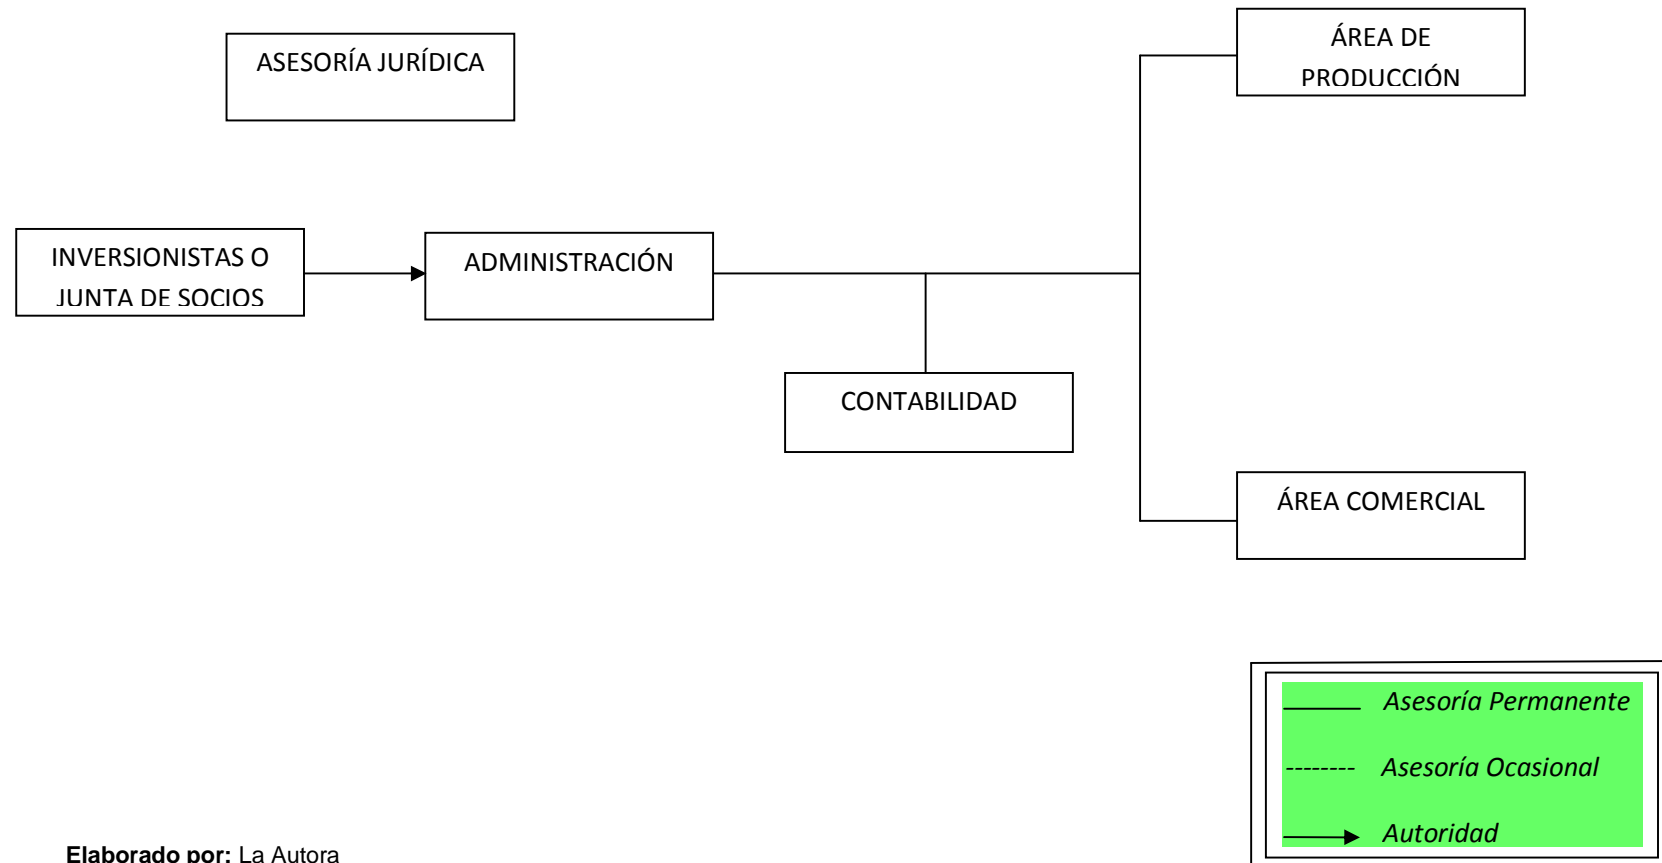 ASESORÍA JURÍDICA
ÁREA DE
PRODUCCIÓN
INVERSIONISTAS O
JUNTA DE SOCIOS
ADMINISTRACIÓN
CONTABILIDAD
ÁREA COMERCIAL
Asesoría Permanente
Asesoría Ocasional
Autoridad
Elaborado por: La Autora